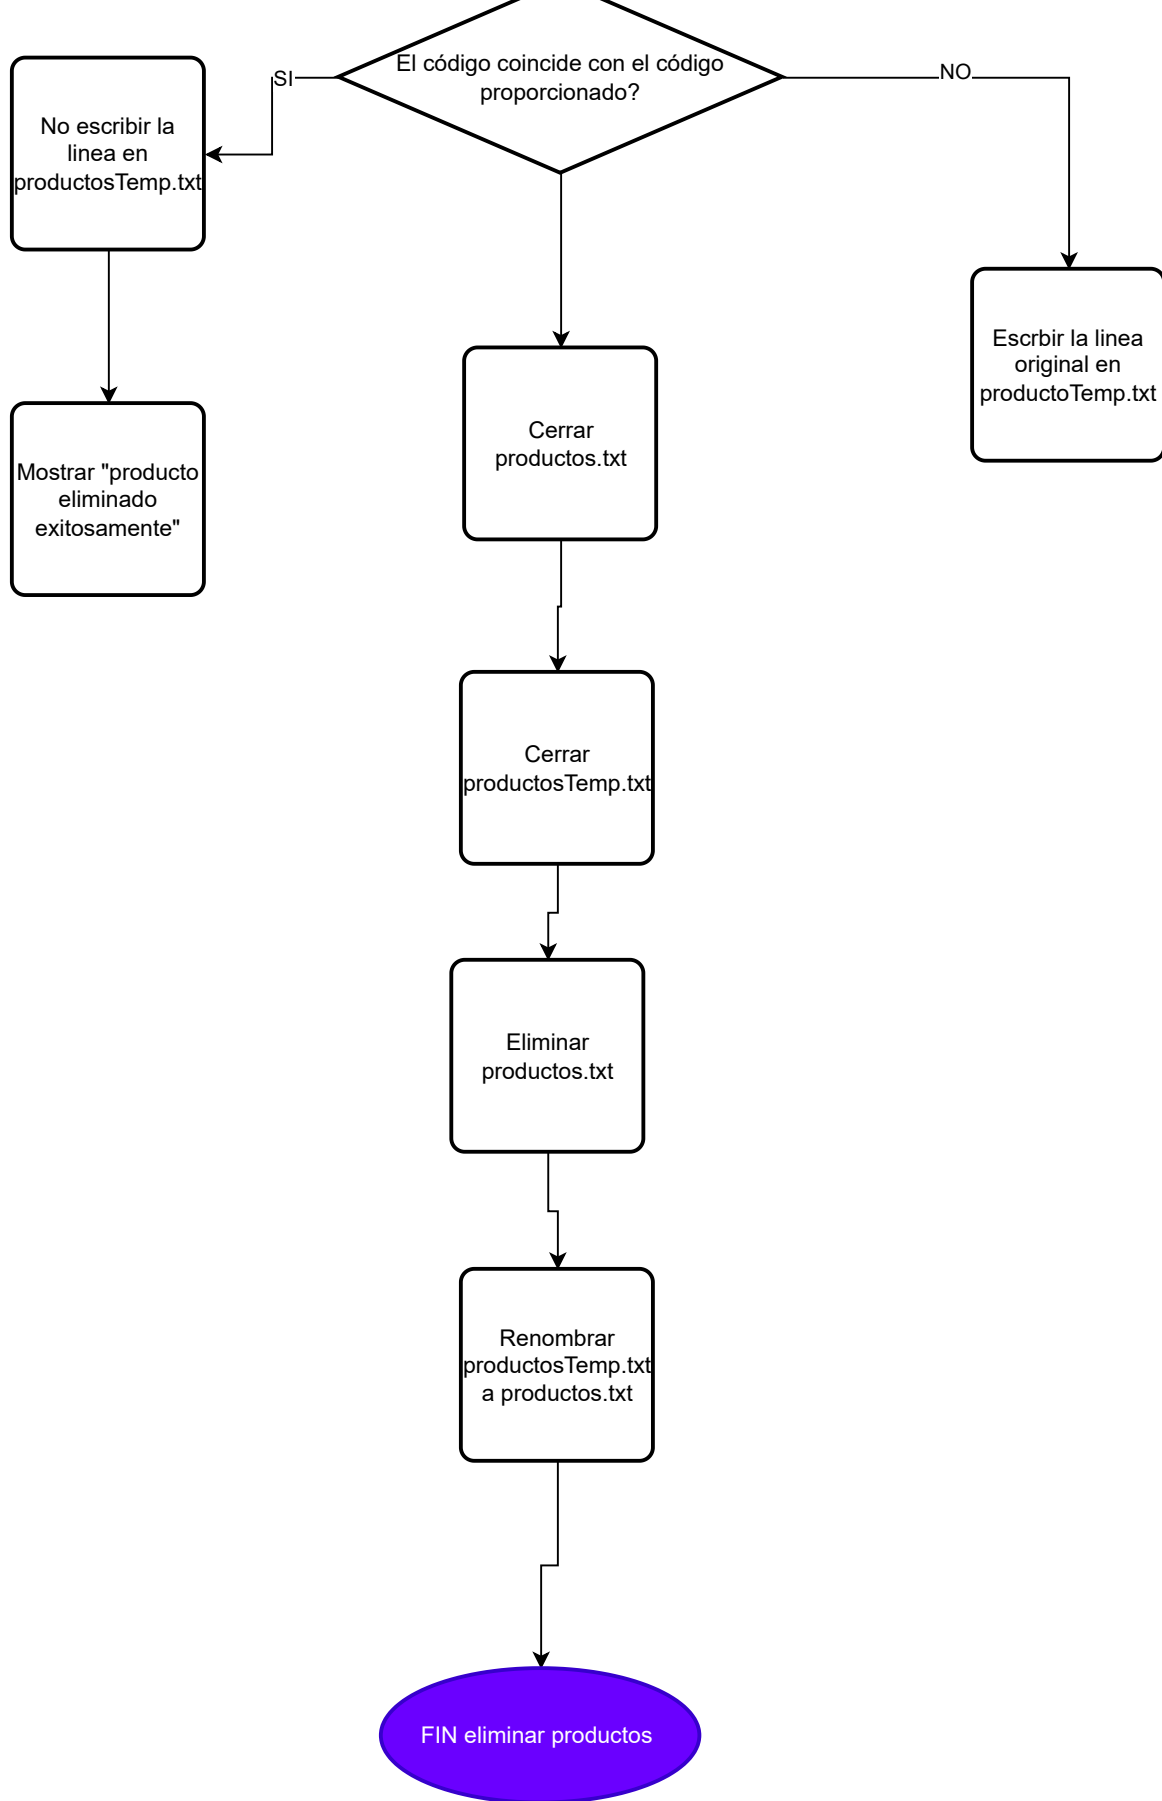 El código coincide con el código
proporcionado?
SI
NO
No escribir la
linea en
productosTemp.txt
Escrbir la linea
original en
productoTemp.txt
Cerrar
productos.txt
Mostrar "producto
eliminado
exitosamente"
Cerrar
productosTemp.txt
Eliminar
productos.txt
Renombrar
productosTemp.txt
a productos.txt
FIN eliminar productos